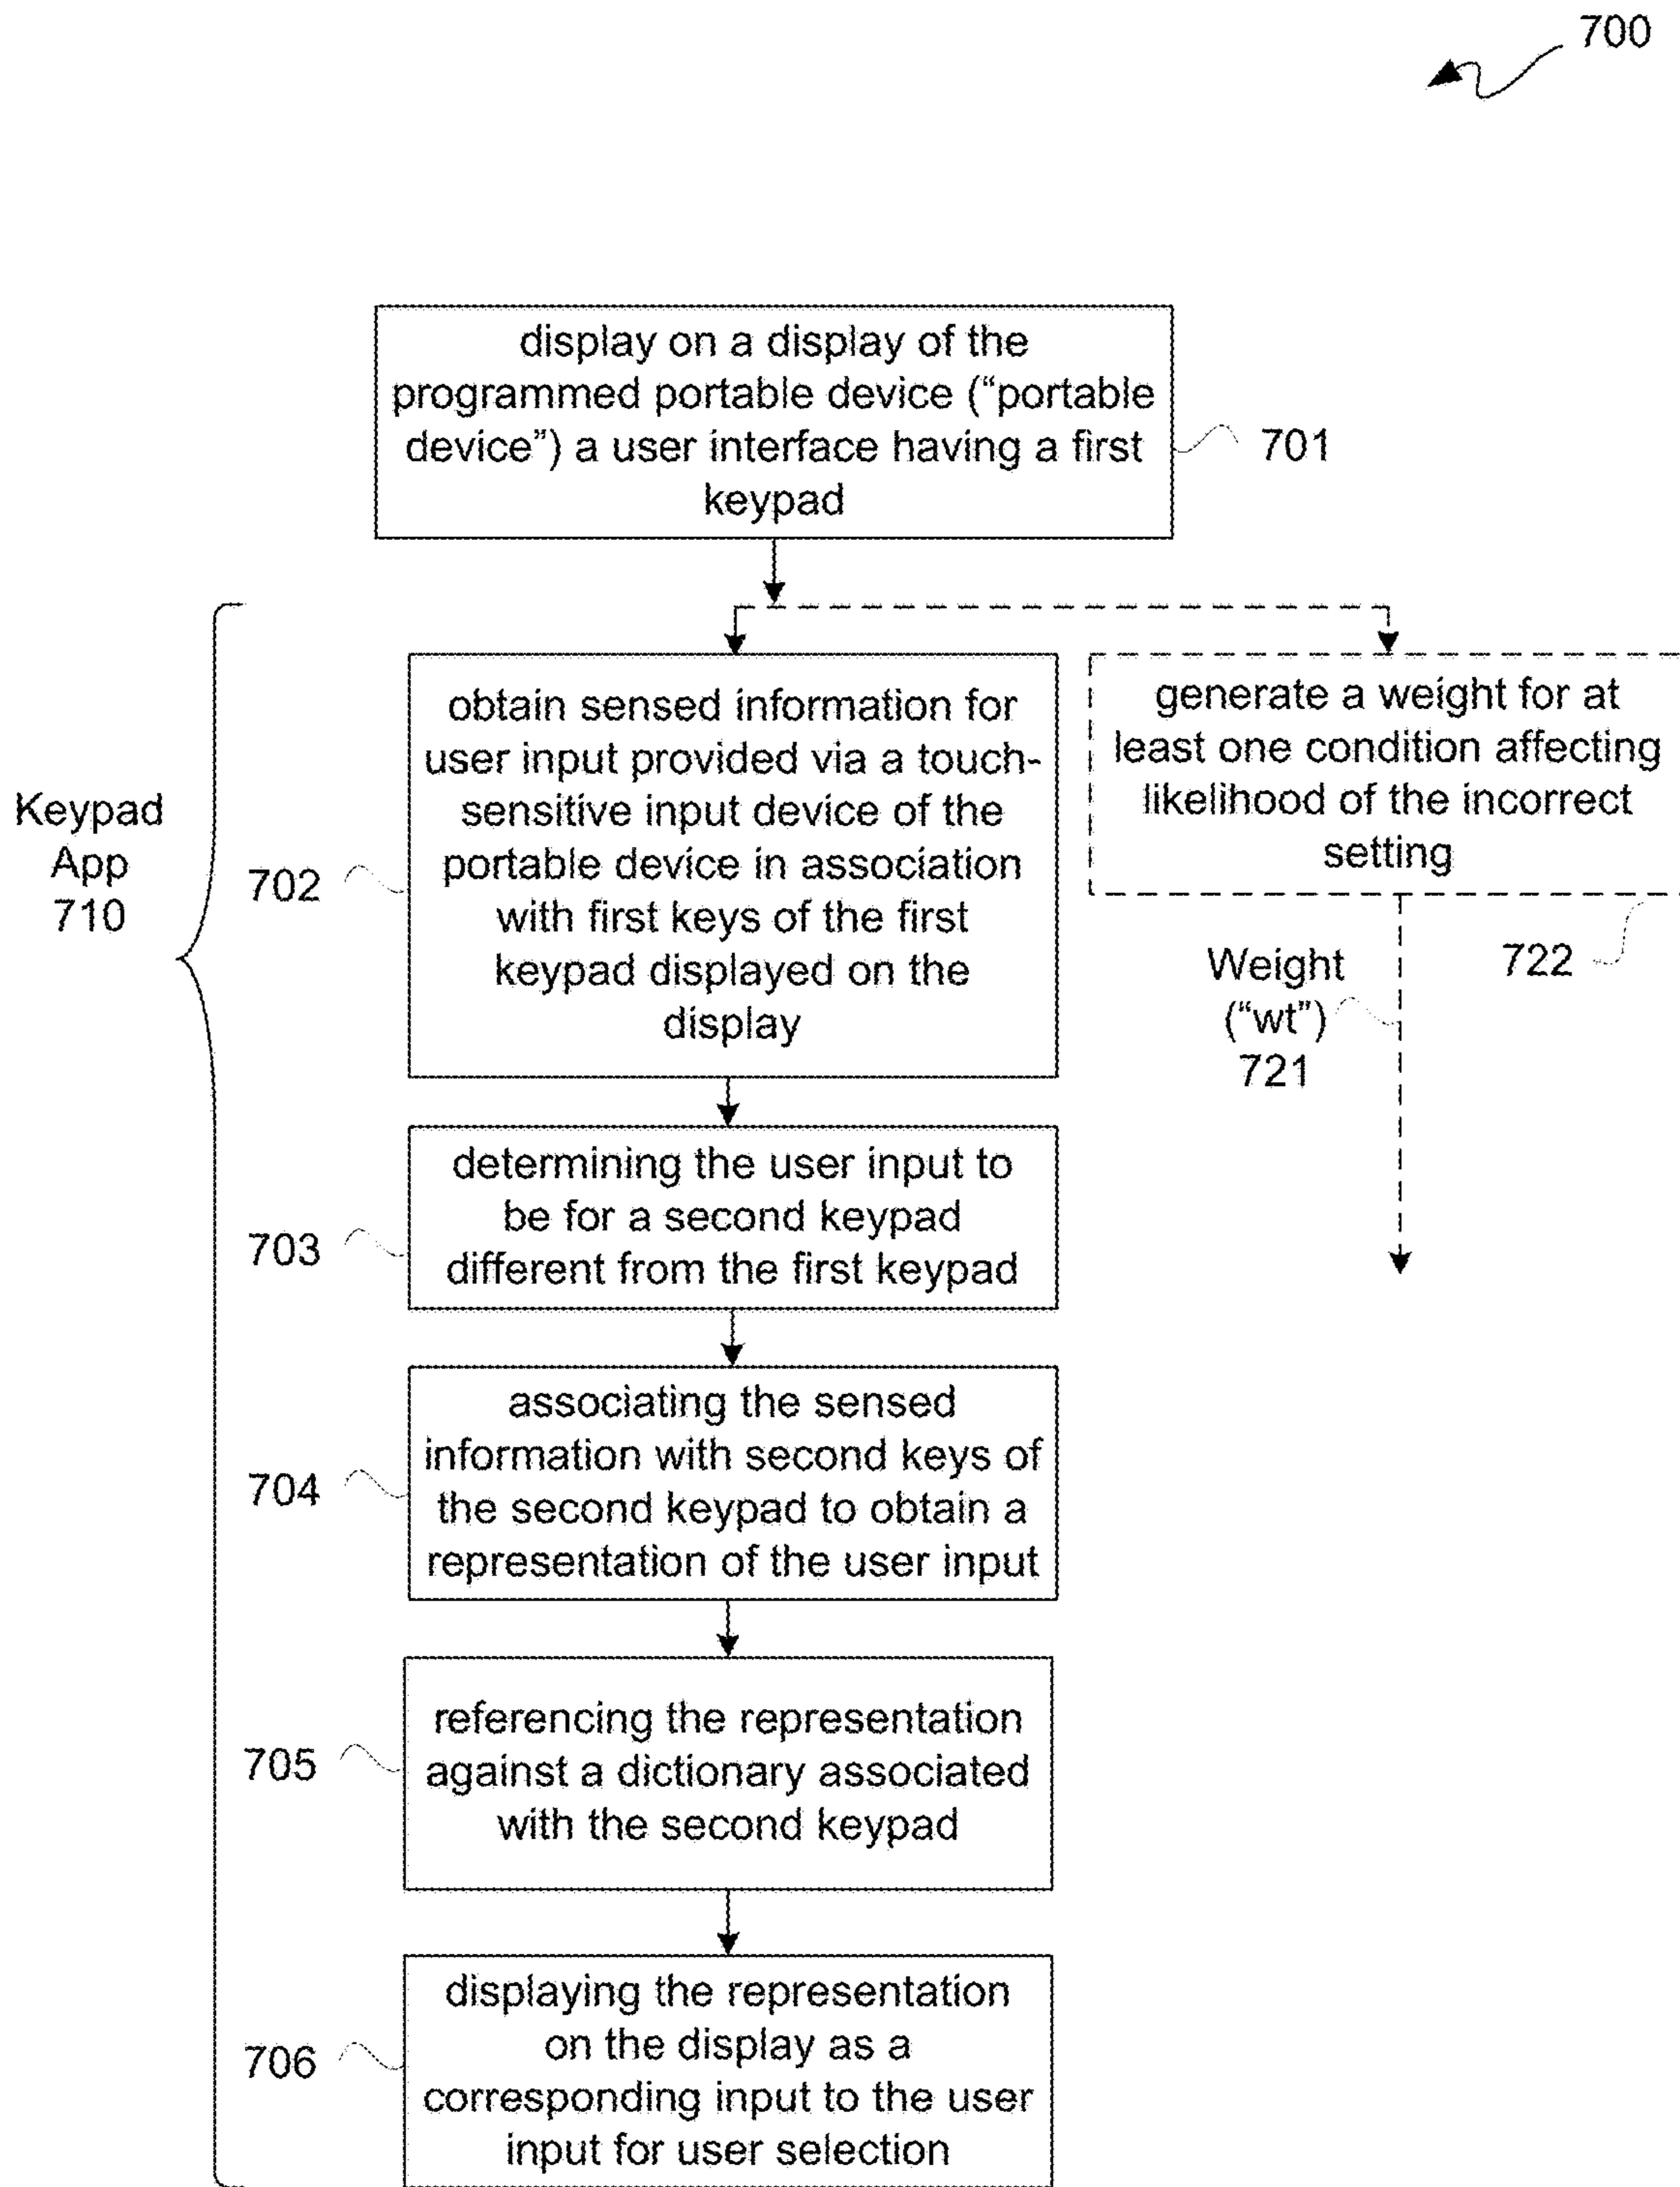 700
display on a display of the
programmed portable device (“portable
device”) a user interface having a first
keypad
701
Keypad
App
710
obtain sensed information for
user input provided via a touch-
sensitive input device of the
portable device in association
with first keys of the first
keypad displayed on the
display
702
generate a weight for at
least one condition affecting
likelihood of the incorrect
setting
722
Weight
(“wt”)
721
determining the user input to
be for a second keypad
different from the first keypad
703
associating the sensed
information with second keys of
the second keypad to obtain a
representation of the user input
704
referencing the representation
against a dictionary associated
with the second keypad
705
displaying the representation
on the display as a
corresponding input to the user
input for user selection
706